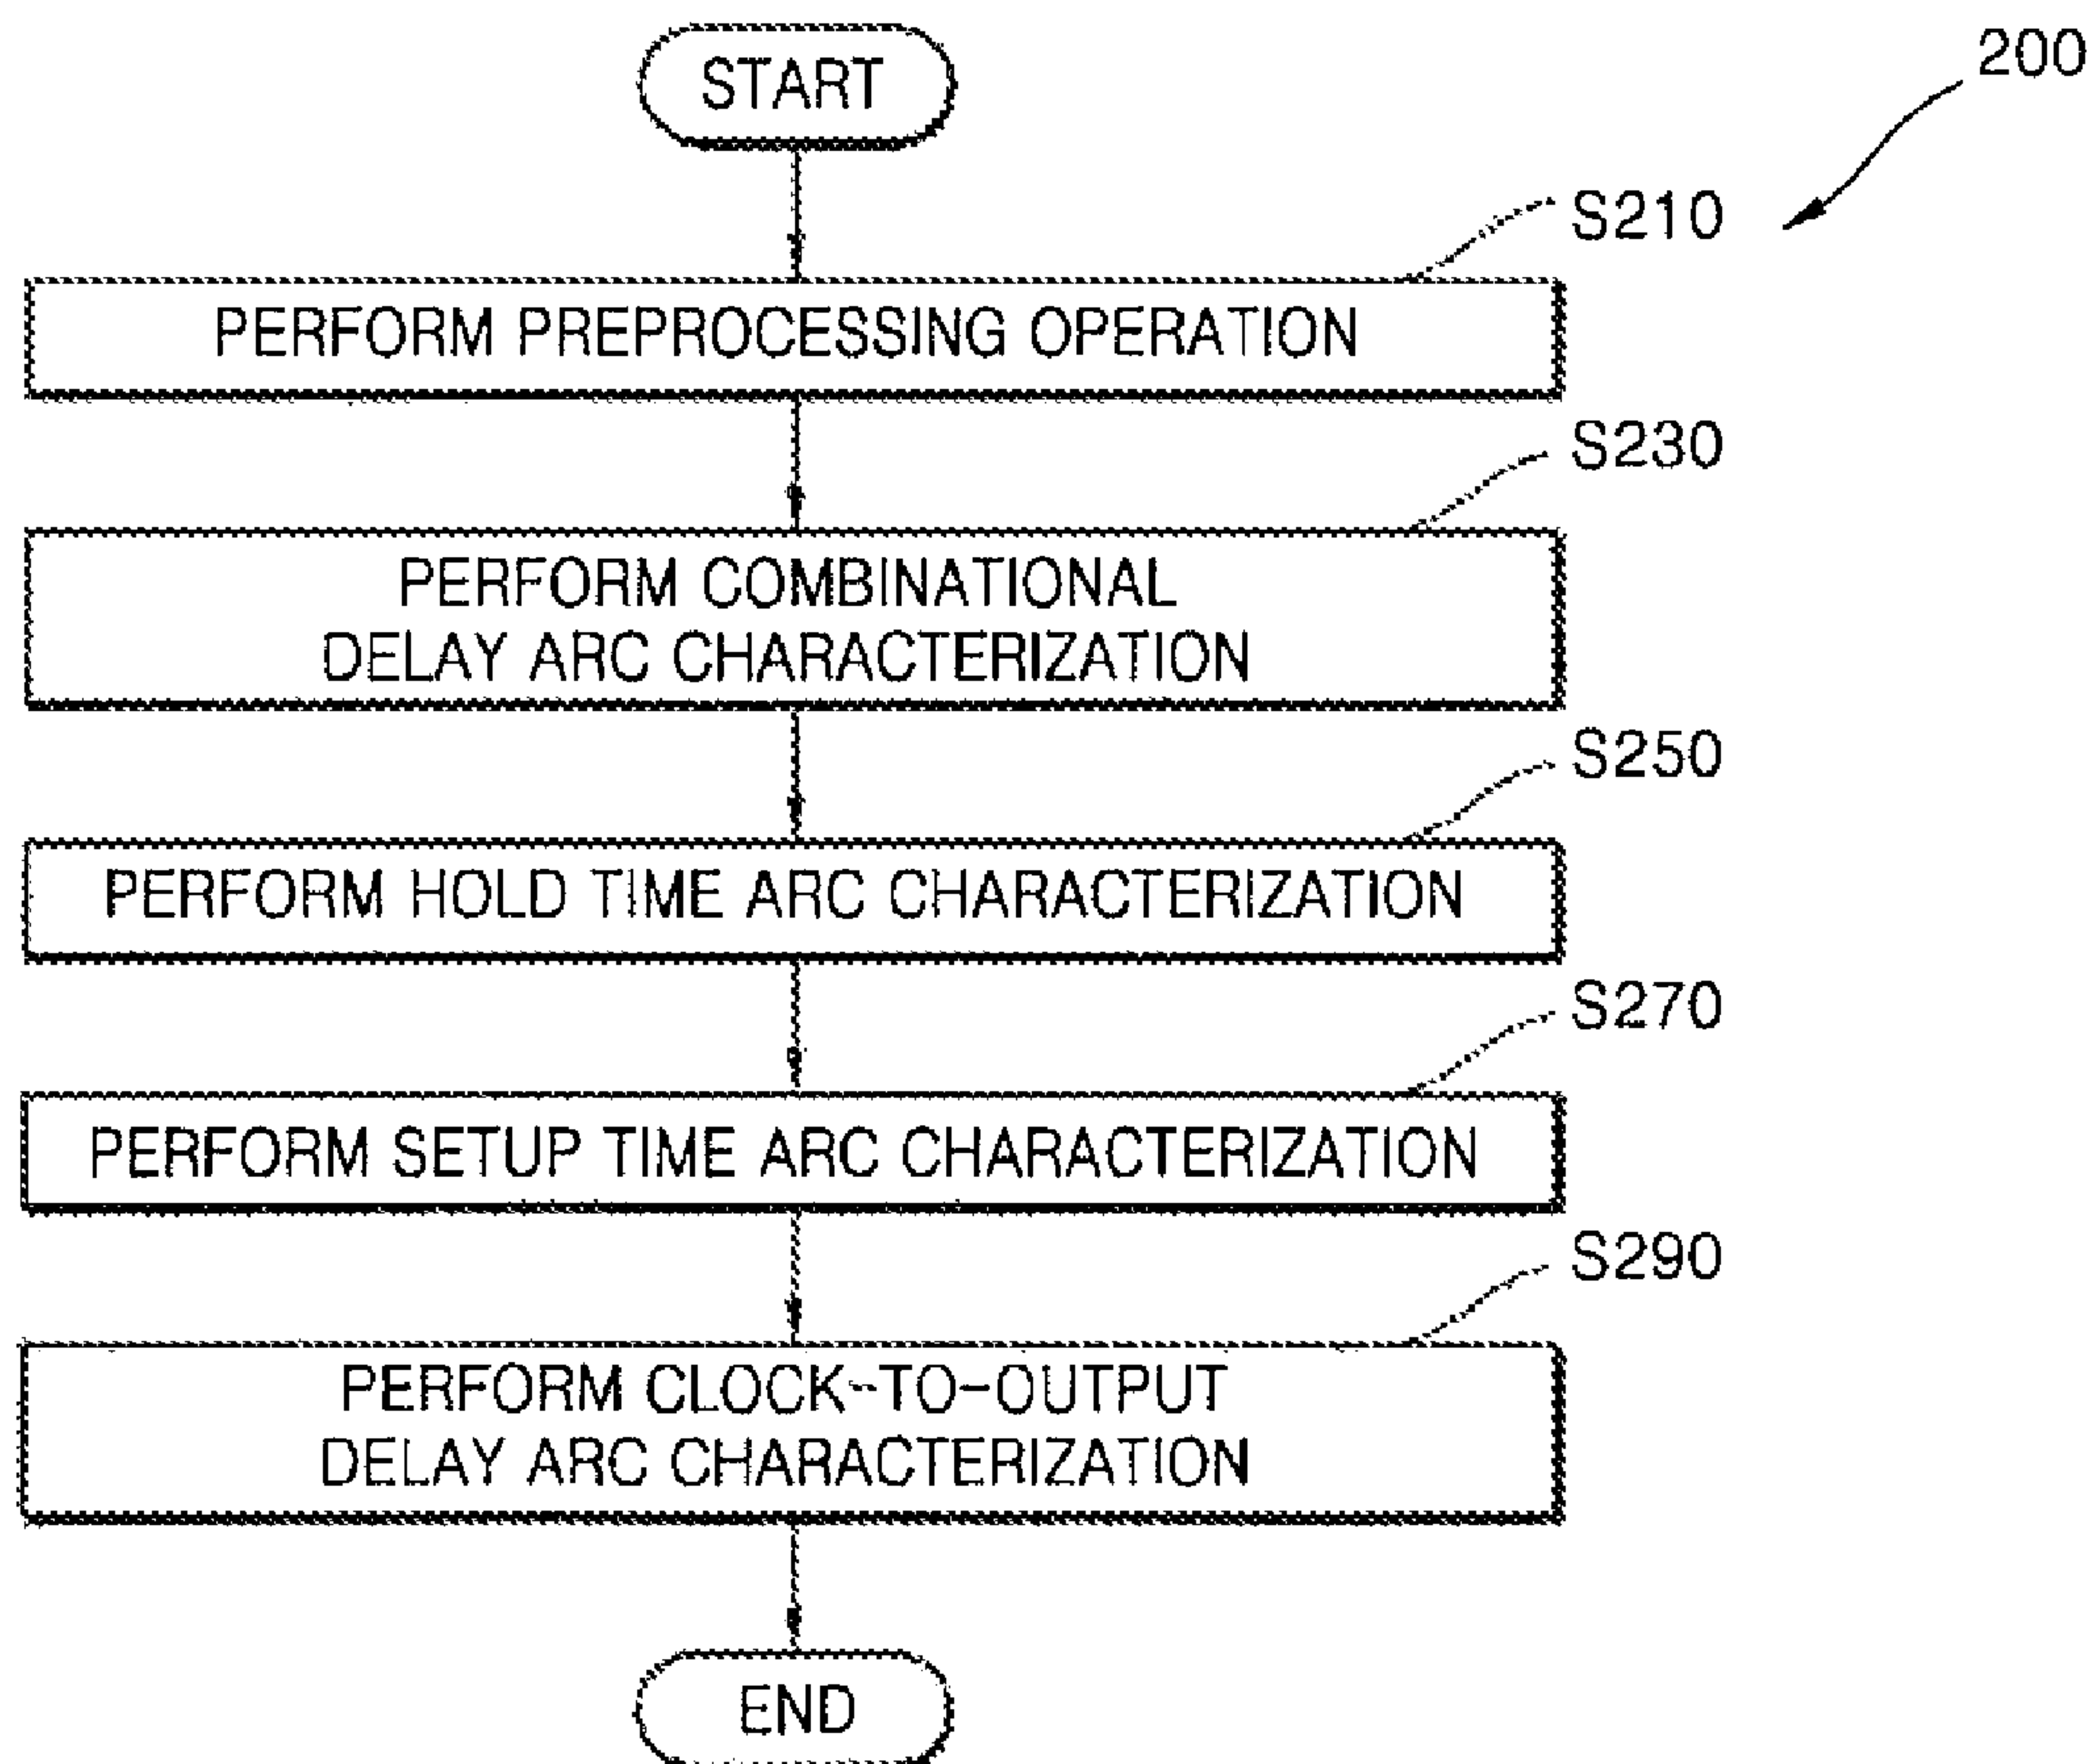 START
200
S210
PERFORM PREPROCESSING OPERATION
S230
PERFORM COMBINATIONAL
DELAY ARC CHARACTERIZATION
S250
PERFORM HOLD TIME ARC CHARACTERIZATION
S270
PERFORM SETUP TIME ARC CHARACTERIZATION
S290
PERFORM CLOCK-TO-OUTPUT
DELAY ARC CHARACTERIZATION
END